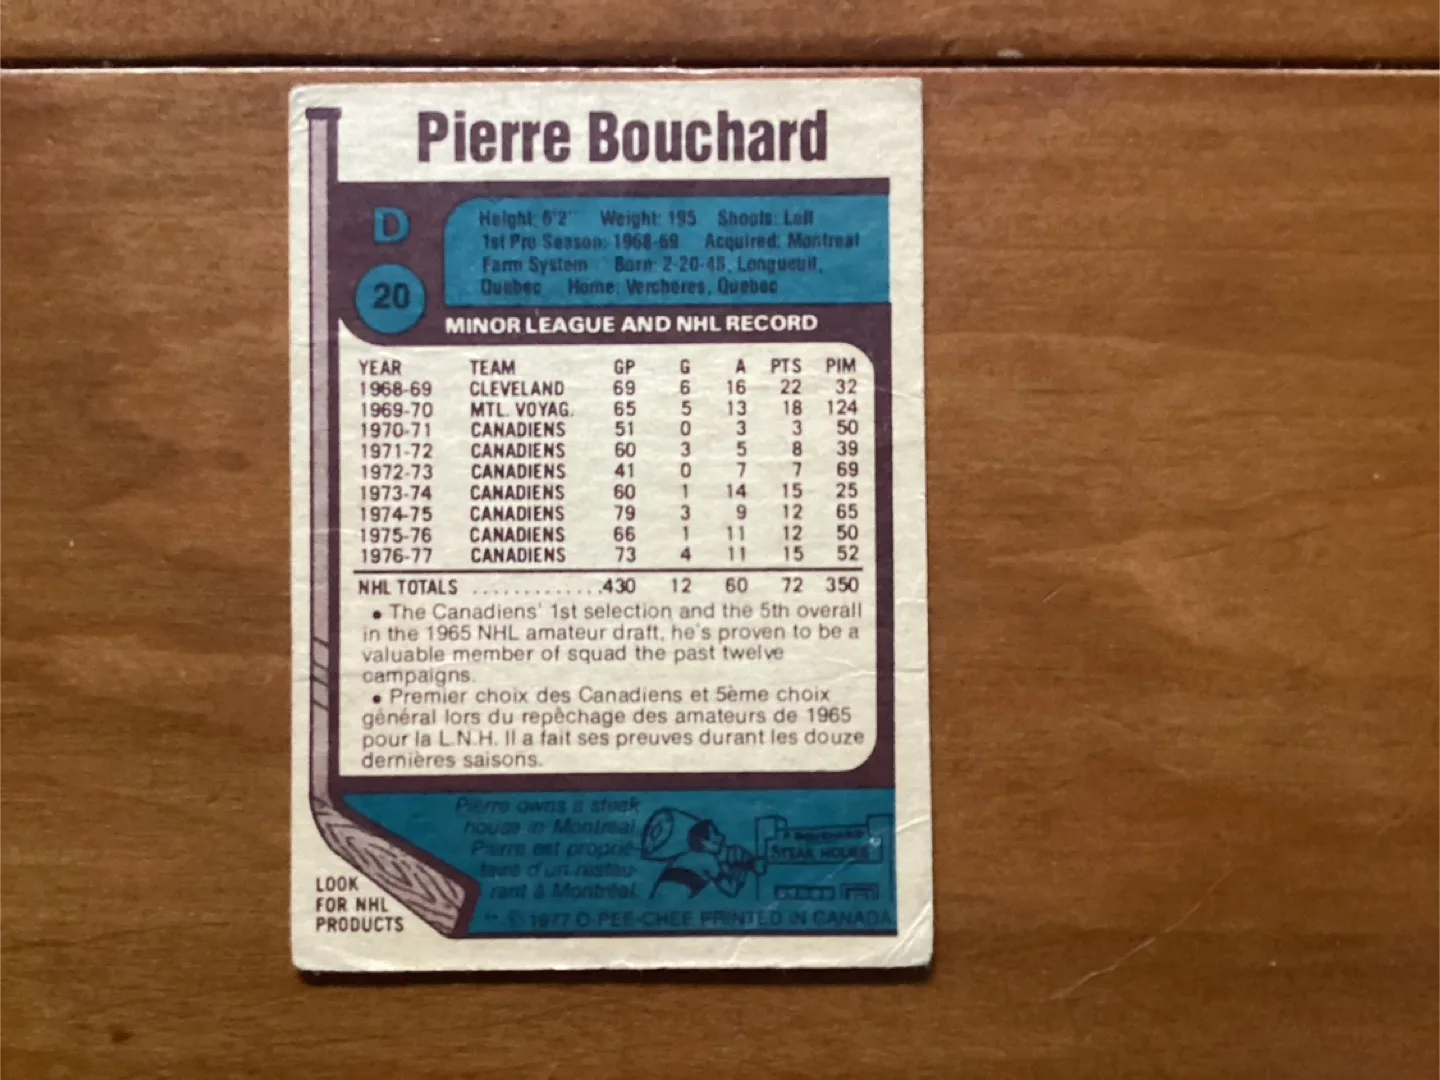 Pierre Bouchard
D
20
Height: 6'2" Weight: 195 Shoots: Left
1st Pro Season: 1968-69 Acquired: Montreal
Farm System Born: 2-20-48, Longueuil,
Quebec Home: Vercheres, Quebec
MINOR LEAGUE AND NHL RECORD
YEAR TEAM GP G A PTS PIM
1968-69 CLEVELAND 69 6 16 22 32
1969-70 MTL. VOYAG. 65 5 13 18 124
1970-71 CANADIENS 51 0 3 3 50
1971-72 CANADIENS 60 3 5 8 39
1972-73 CANADIENS 41 0 7 7 69
1973-74 CANADIENS 60 1 14 15 25
1974-75 CANADIENS 79 3 9 12 65
1975-76 CANADIENS 66 1 11 12 50
1976-77 CANADIENS 73 4 11 15 52
NHL TOTALS .............430 12 60 72 350
• The Canadiens' 1st selection and the 5th overall
in the 1965 NHL amateur draft, he's proven to be a
valuable member of squad the past twelve
campaigns.
• Premier choix des Canadiens et 5ème choix
général lors du repêchage des amateurs de 1965
pour la L.N.H. Il a fait ses preuves durant les douze
dernières saisons.
Pierre owns a steak
house in Montreal.
Pierre est proprié-
taire d'un restau-
rant à Montréal.
P. BOUCHARD
STEAK HOUSE
LOOK
FOR NHL
PRODUCTS
** © 1977 O-PEE-CHEE PRINTED IN CANADA